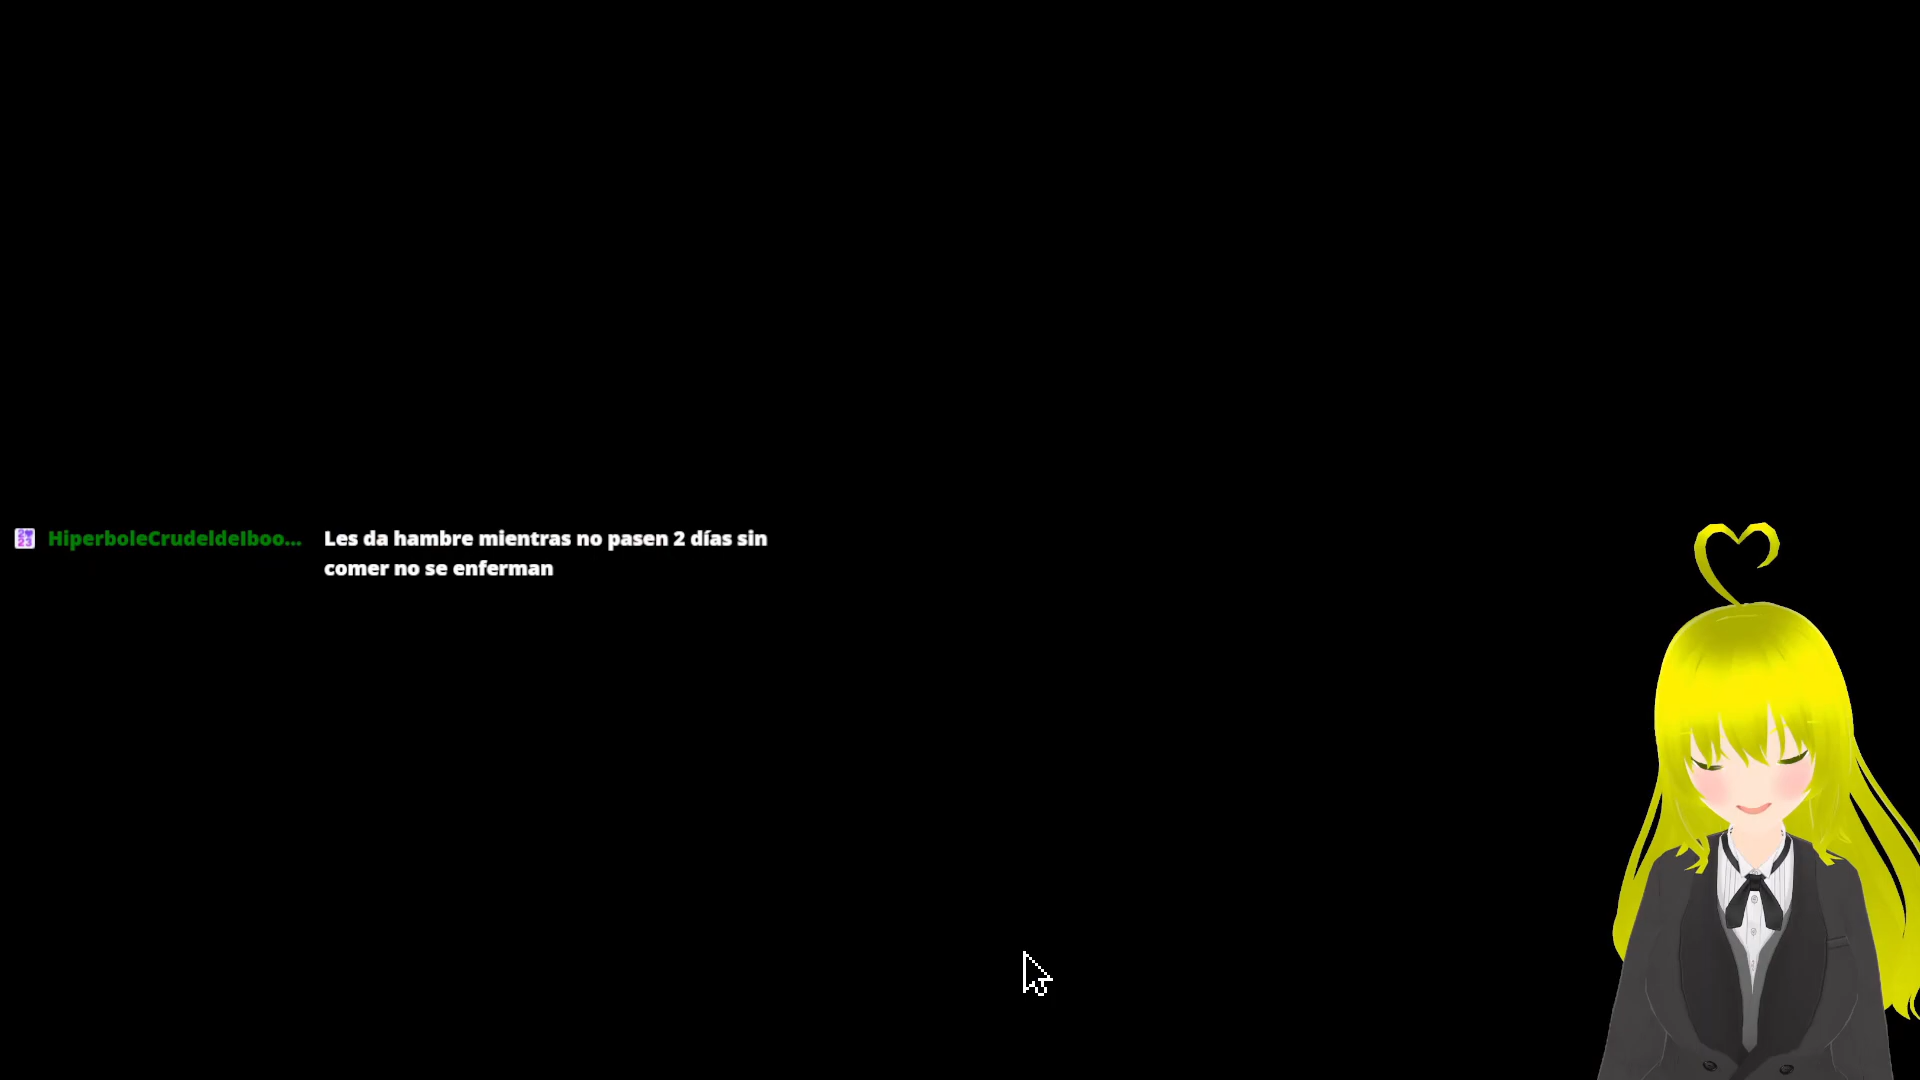 HiperboleCrudeldelboo... Les da hambre mientras no pasen 2 días sin
comer no se enferman